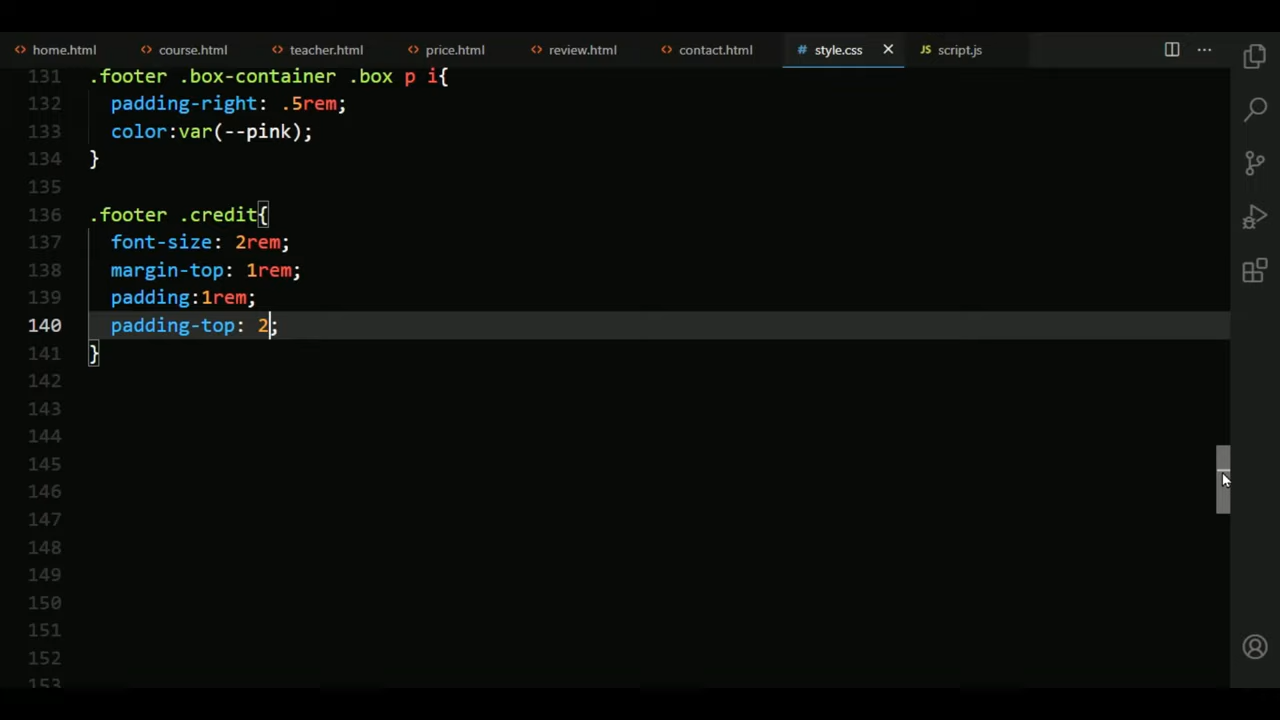 home.html course.html teacher.html price.html review.html contact.html # style.css JS script.js
131 .footer .box-container .box p i{
132 padding-right: .5rem;
133 color:var(--pink);
134 }
135
136 .footer .credit{
137 font-size: 2rem;
138 margin-top: 1rem;
139 padding:1rem;
140 padding-top: 2;
141 }
142
143
144
145
146
147
148
149
150
151
152
153